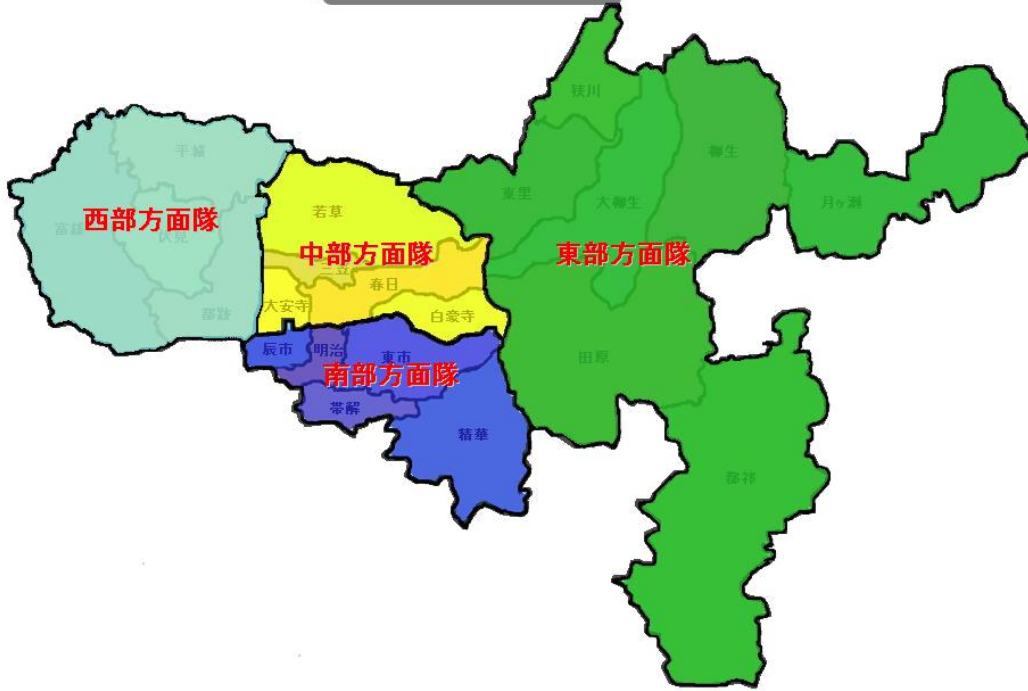 狭川
平城
柳生
東里
大柳生
月ヶ瀬
若草
富雄
西部方面隊
伏見
中部方面隊
東部方面隊
三笠
春日
都跡
大安寺
白豪寺
辰市
明治
東市
田原
南部方面隊
帯解
精華
都祁